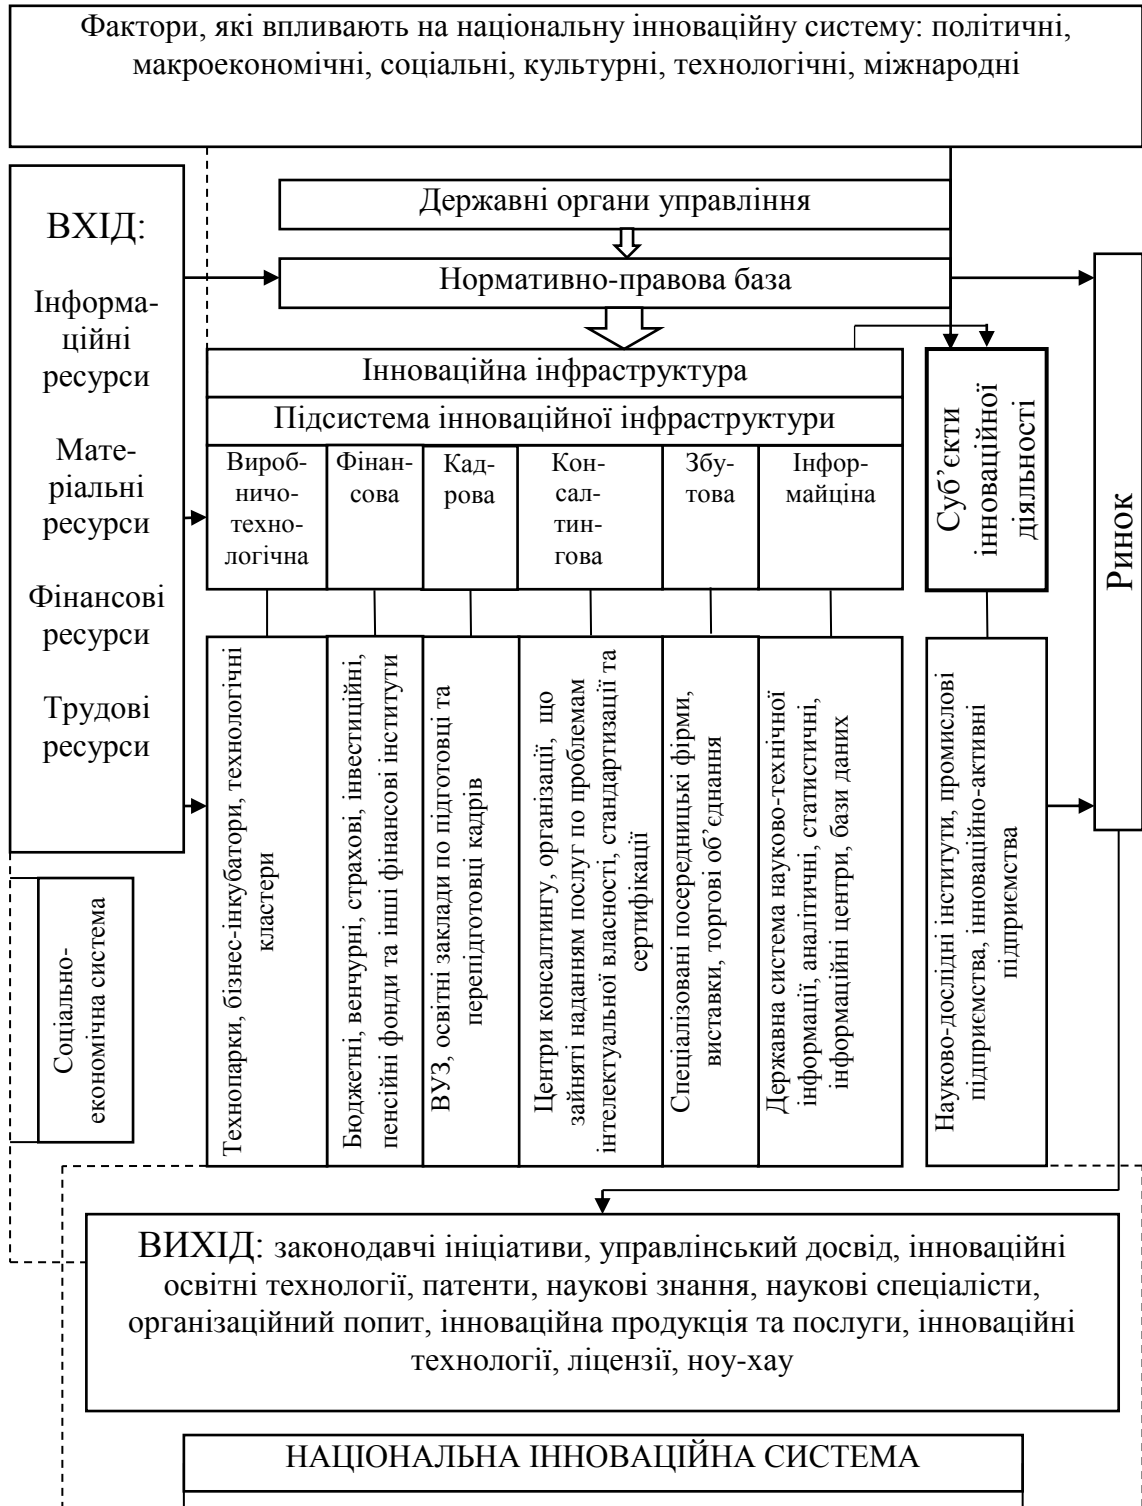 Фактори, які впливають на національну інноваційну систему: політичні,
макроекономічні, соціальні, культурні, технологічні, міжнародні
ВХІД:
Інформа-
ційні
ресурси
Мате-
ріальні
ресурси
Фінансові
ресурси
Трудові
ресурси
Державні органи управління
Нормативно-правова база
Інноваційна інфраструктура
Підсистема інноваційної інфраструктури
Вироб-
ничо-
техно-
логічна
Фінан-
сова
Кад-
рова
Кон-
сал-
тин-
гова
Збу-
това
Інфор-
майціна
Суб’єкти
інноваційної
діяльності
Ринок
Соціально-
економічна система
Технопарки, бізнес-інкубатори, технологічні
кластери
Бюджетні, венчурні, страхові, інвестиційні,
пенсійні фонди та інші фінансові інститути
ВУЗ, освітні заклади по підготовці та
перепідготовці кадрів
Центри консалтингу, організації, що
зайняті наданням послуг по проблемам
інтелектуальної власності, стандартизації та
сертифікації
Спеціалізовані посередницькі фірми,
виставки, торгові об’єднання
Державна система науково-технічної
інформації, аналітичні, статистичні,
інформаційні центри, бази даних
Науково-дослідні інститути, промислові
підприємства, інноваційно-активні
підприємства
ВИХІД: законодавчі ініціативи, управлінський досвід, інноваційні
освітні технології, патенти, наукові знання, наукові спеціалісти,
організаційний попит, інноваційна продукція та послуги, інноваційні
технології, ліцензії, ноу-хау
НАЦІОНАЛЬНА ІННОВАЦІЙНА СИСТЕМА